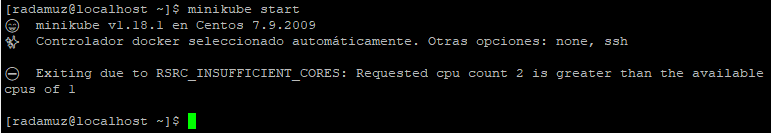 [radamuz@localhost ~]$ minikube start
😄  minikube v1.18.1 en Centos 7.9.2009
✨  Controlador docker seleccionado automáticamente. Otras opciones: none, ssh
⛔  Exiting due to RSRC_INSUFFICIENT_CORES: Requested cpu count 2 is greater than the available
cpus of 1
[radamuz@localhost ~]$